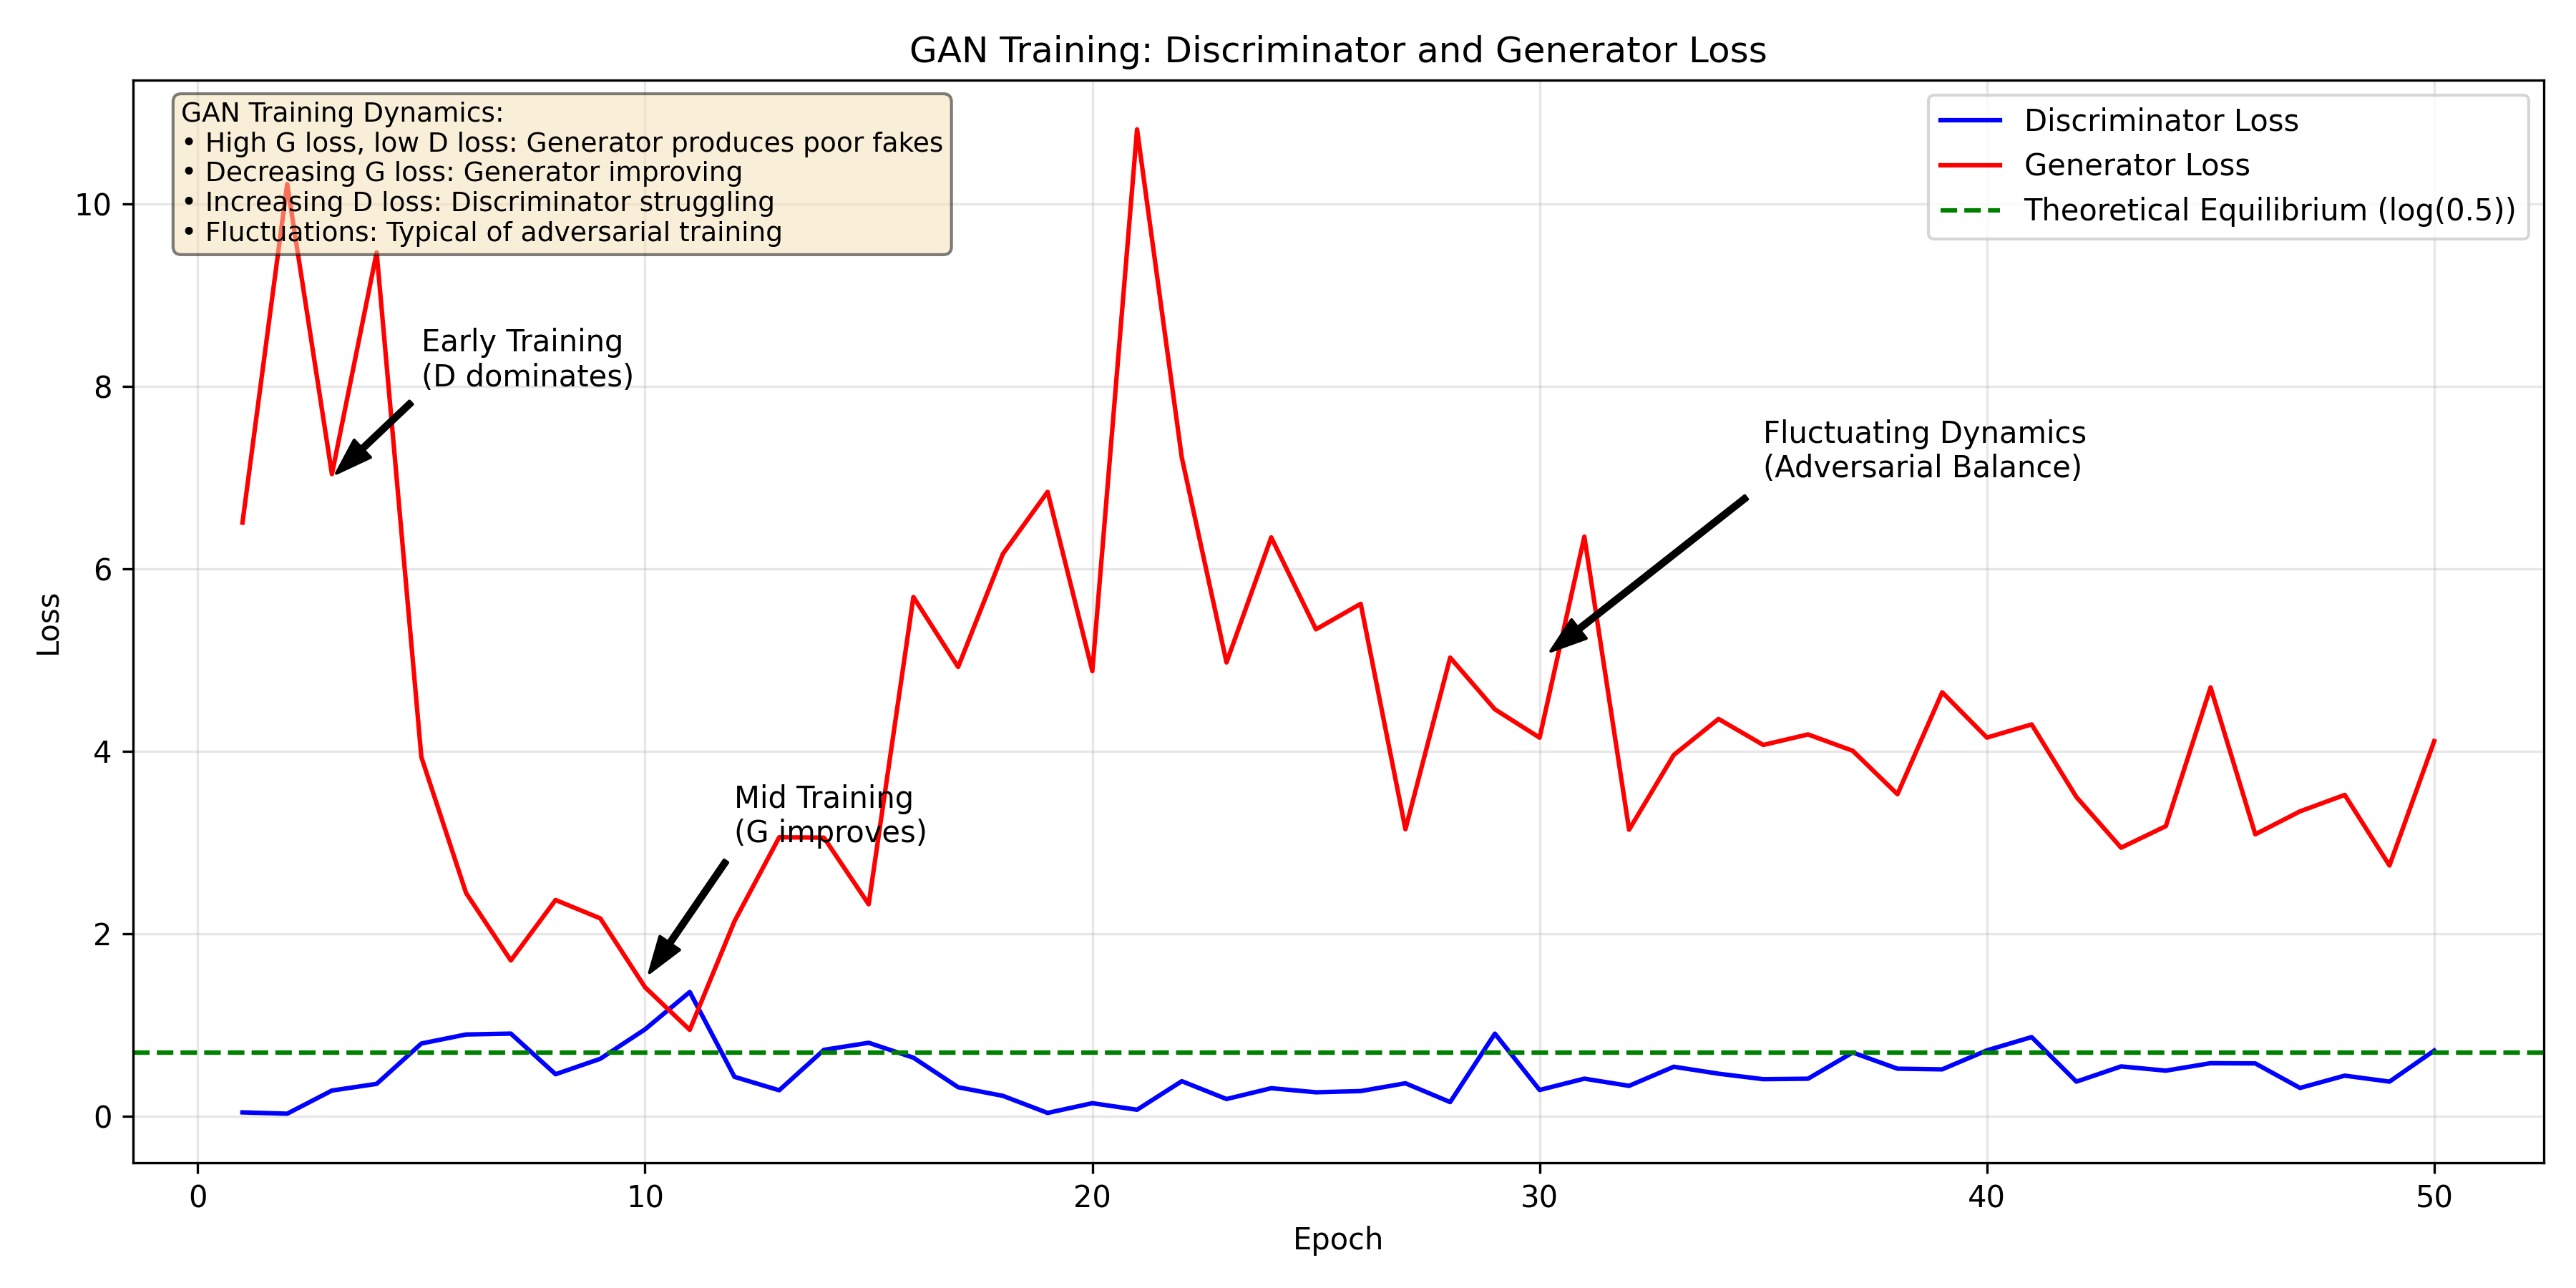 GAN Training: Discriminator and Generator Loss
GAN Training Dynamics:
• High G loss, low D loss: Generator produces poor fakes
• Decreasing G loss: Generator improving
• Increasing D loss: Discriminator struggling
• Fluctuations: Typical of adversarial training
Discriminator Loss
Generator Loss
Theoretical Equilibrium (log(0.5))
Early Training
(D dominates)
Fluctuating Dynamics
(Adversarial Balance)
Mid Training
(G improves)
Loss
10
8
6
4
2
0
0
10
20
30
40
50
Epoch